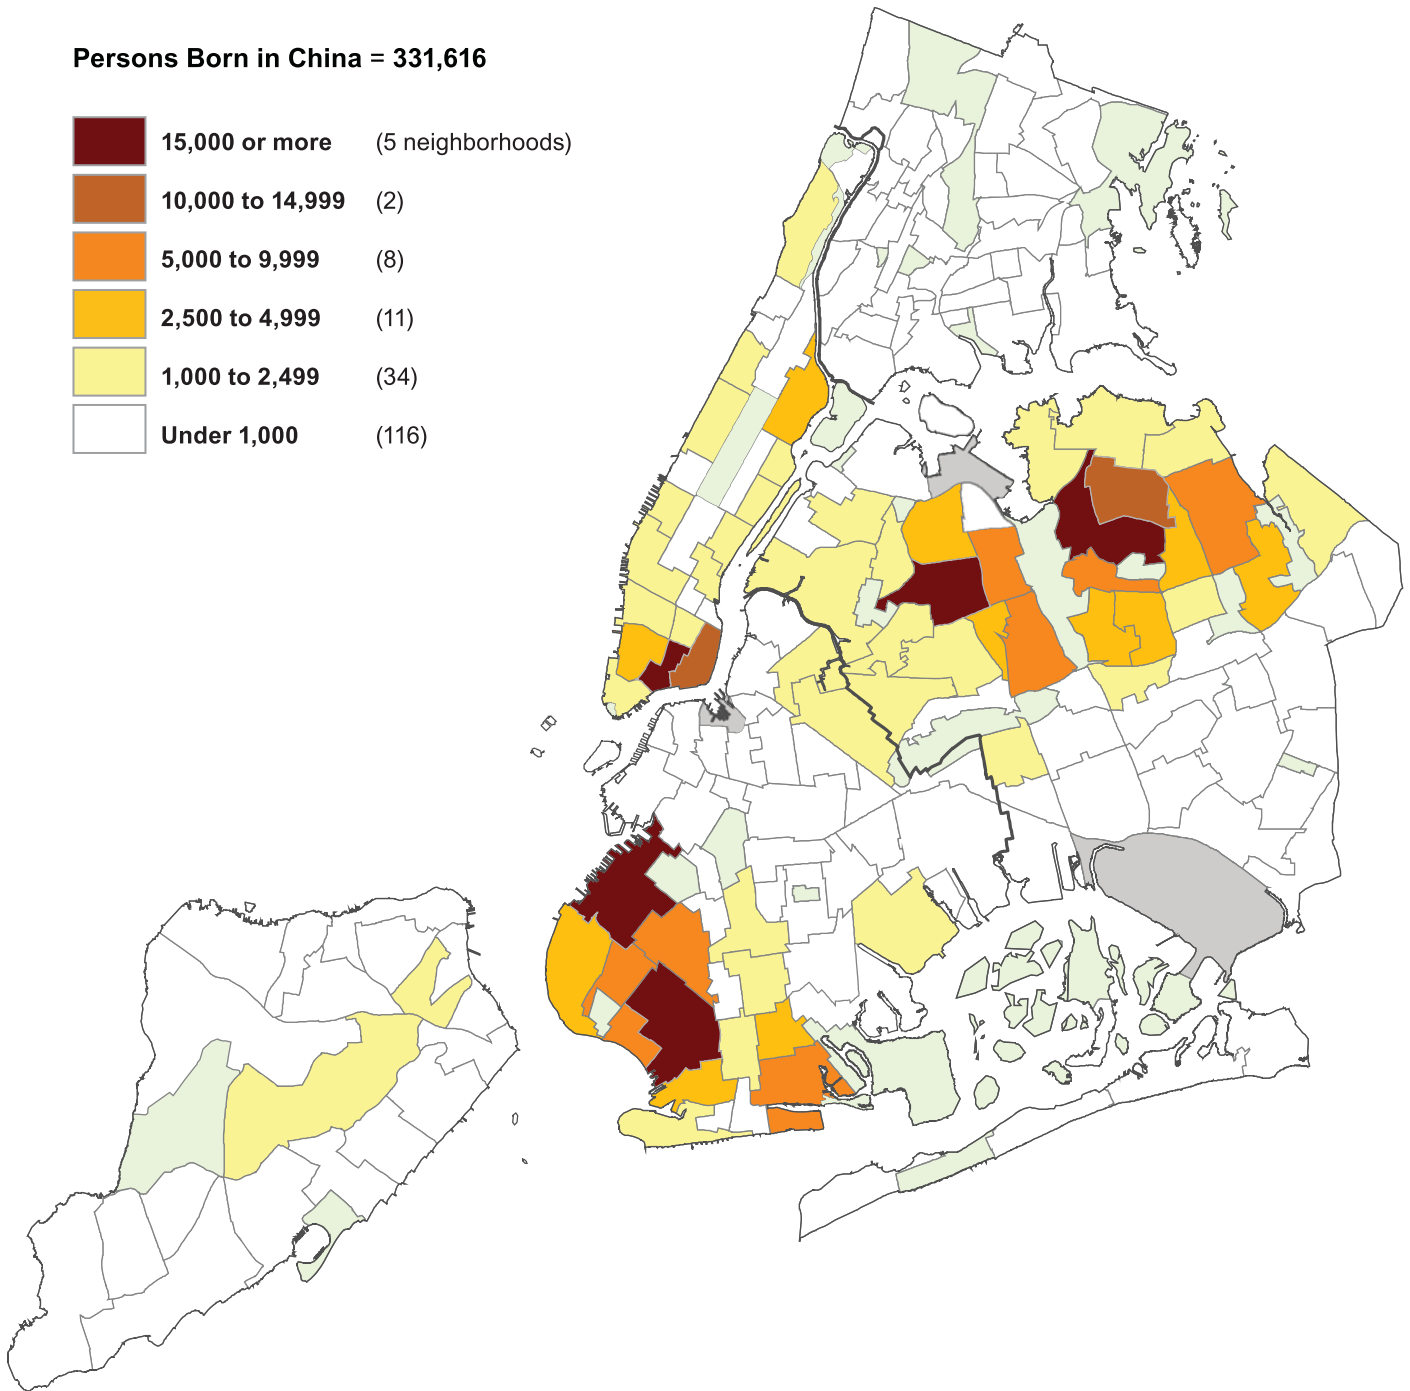 Persons Born in China = 331,616
15,000 or more (5 neighborhoods)
10,000 to 14,999 (2)
5,000 to 9,999 (8)
2,500 to 4,999 (11)
1,000 to 2,499 (34)
Under 1,000 (116)